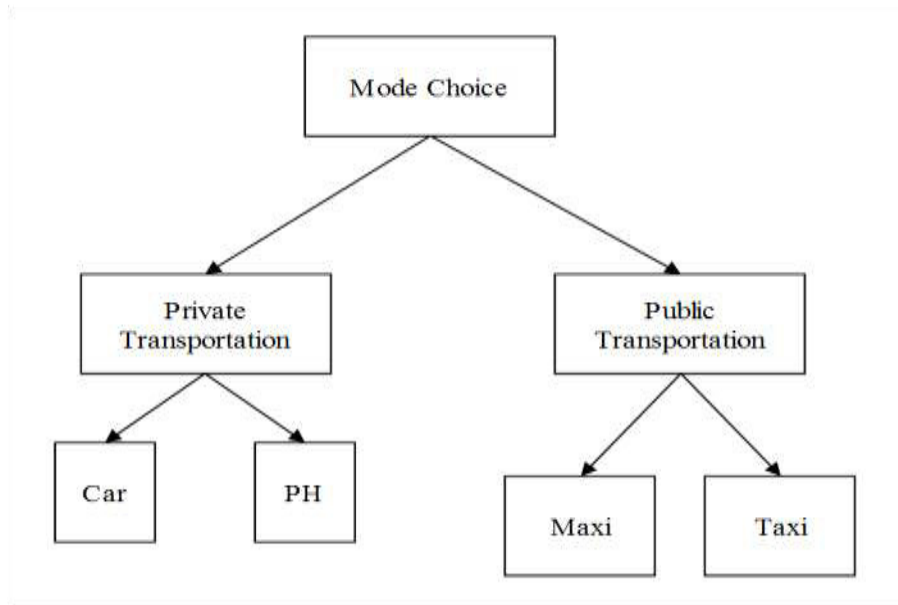 Mode Choice
Private
Transportation
Public
Transportation
Car
PH
Maxi
Taxi